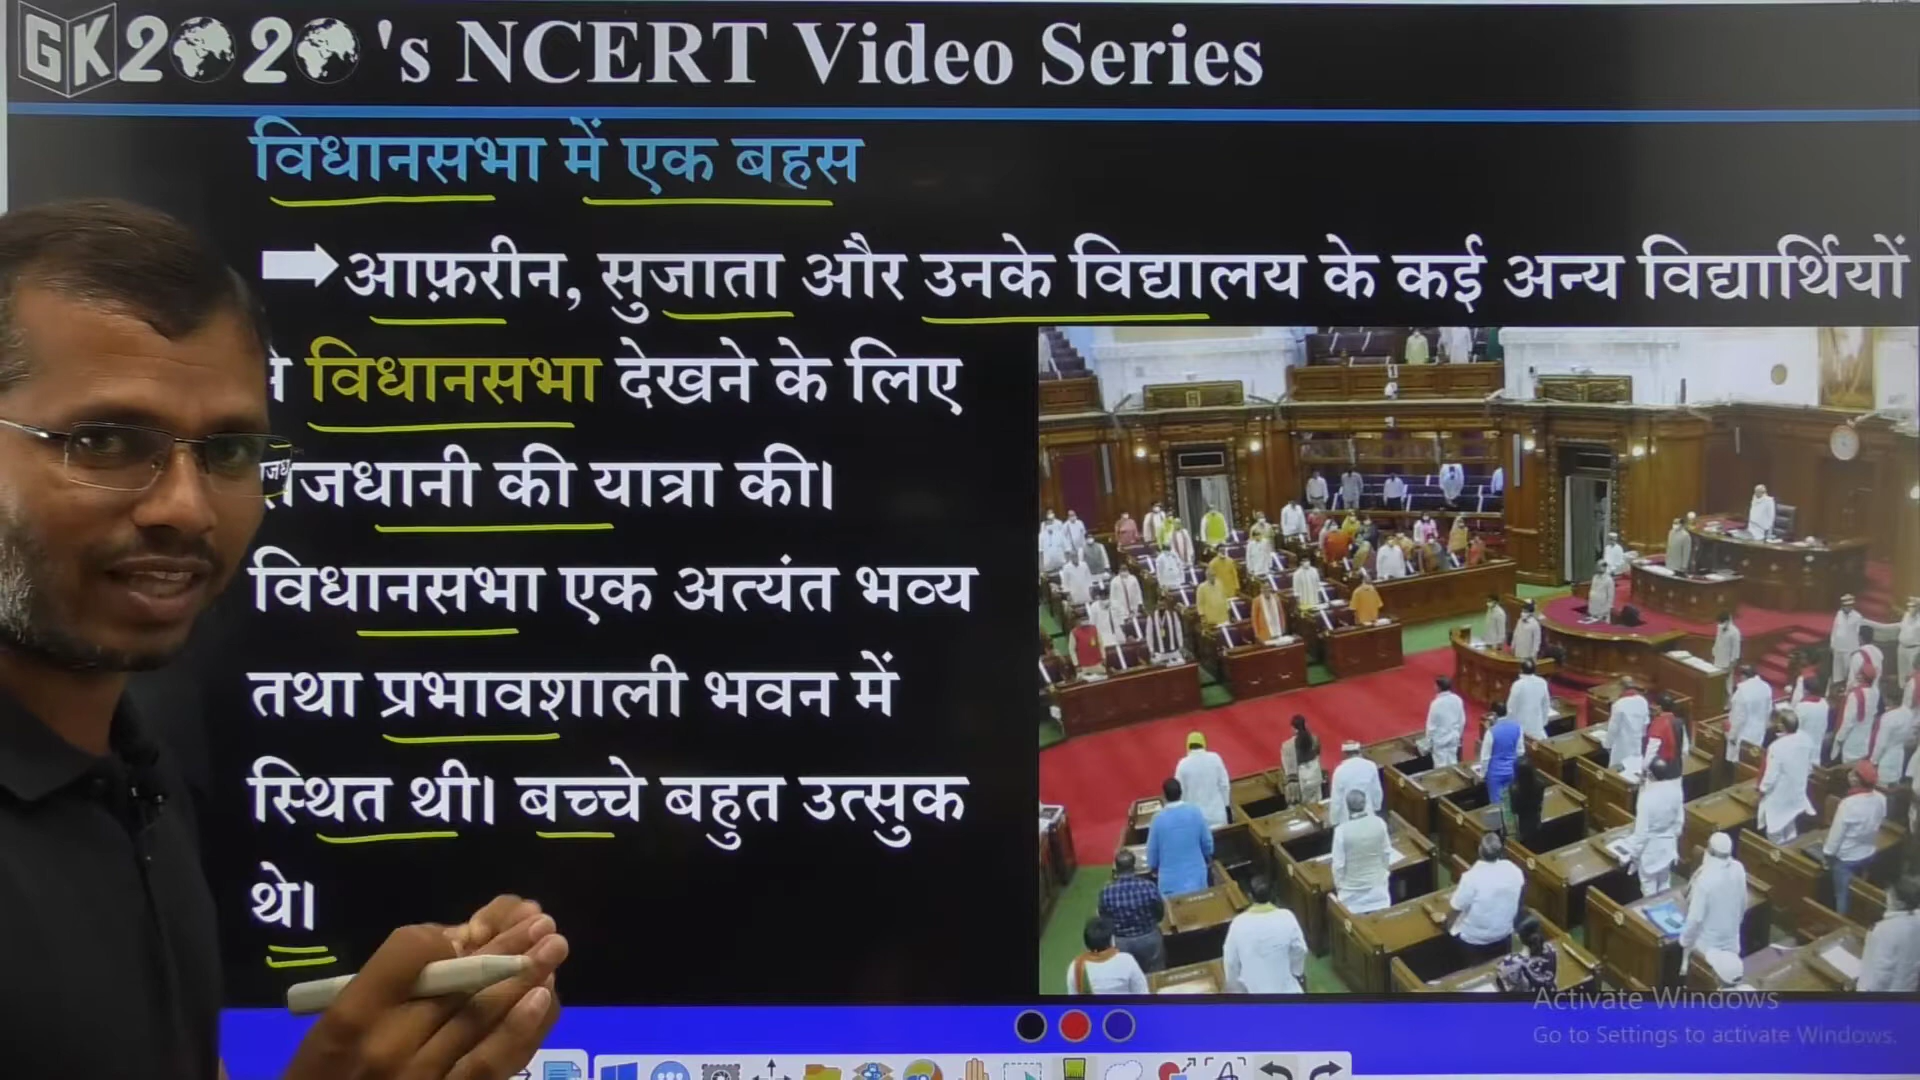 GK2020's NCERT Video Series
विधानसभा में एक बहस
आफ़रीन, सुजाता और उनके विद्यालय के कई अन्य विद्यार्थियों
विधानसभा देखने के लिए
राजधानी की यात्रा की।
विधानसभा एक अत्यंत भव्य
तथा प्रभावशाली भवन में
स्थित थी। बच्चे बहुत उत्सुक
थे।
Activate Windows
Go to Settings to activate Windows.